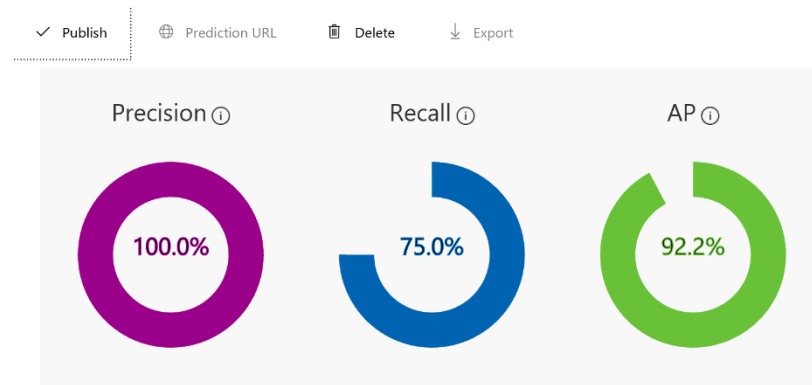 Publish Prediction URL Delete Export
Precision Recall AP
100.0% 75.0% 92.2%